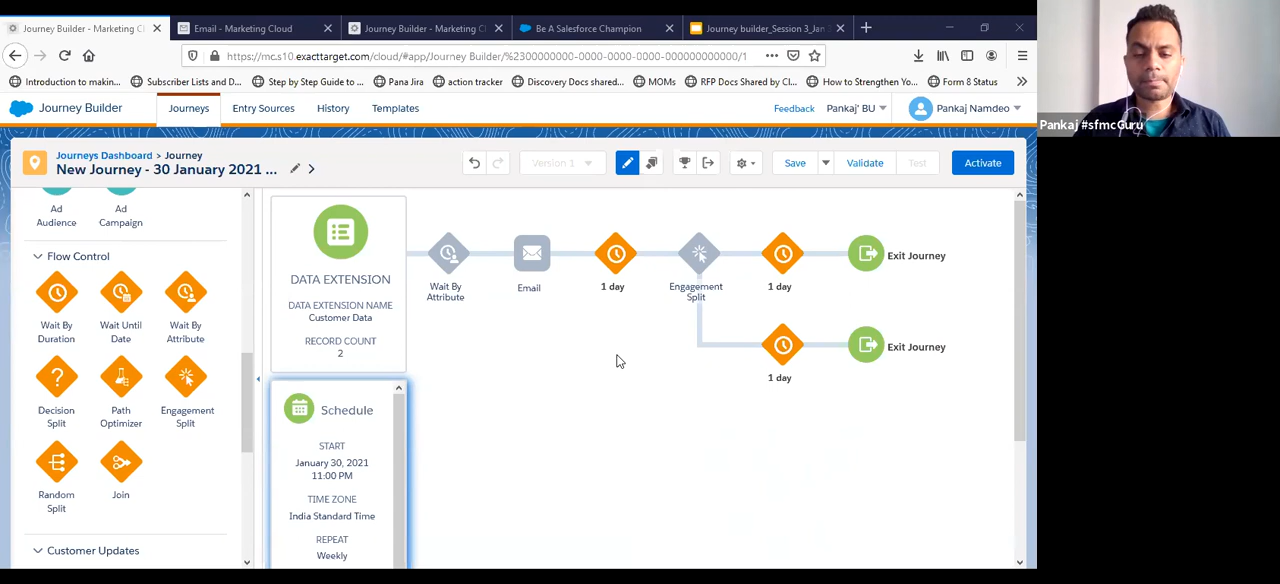 Journey Builder - Marketing Cl
Email - Marketing Cloud
Journey Builder - Marketing C
Be A Salesforce Champion
Journey builder_Session 3_Jan 3
https://mc.s10.exacttarget.com/cloud/#app/Journey Builder/%2300000000-0000-0000-0000-000000000000/1
Introduction to makin...
Subscriber Lists and D...
Step by Step Guide to ...
Pana Jira
Action tracker
Discovery Docs shared...
MOMs
RFP Docs Shared by Cl...
How to Strengthen Yo...
Form 8 Status
Journey Builder
Journeys
Entry Sources
History
Templates
Feedback
Pankaj' BU
Pankaj Namdeo
Pankaj #sfmcGuru
Journeys Dashboard > Journey
New Journey - 30 January 2021 ...
Version 1
Save
Validate
Test
Activate
Ad
Audience
Ad
Campaign
Flow Control
Wait By
Duration
Wait Until
Date
Wait By
Attribute
Decision
Split
Path
Optimizer
Engagement
Split
Random
Split
Join
Customer Updates
DATA EXTENSION
DATA EXTENSION NAME
Customer Data
RECORD COUNT
2
Schedule
START
January 30, 2021
11:00 PM
TIME ZONE
India Standard Time
REPEAT
Weekly
Wait By
Attribute
Email
1 day
Engagement
Split
1 day
Exit Journey
1 day
Exit Journey